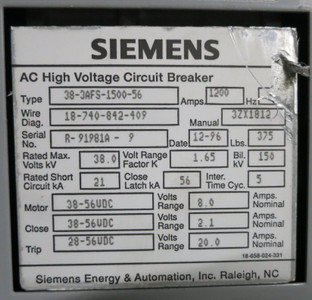 SIEMENS
AC High Voltage Circuit Breaker
Type 38-3AFS-1500-56 Amps 1200 Hz
Wire Diag. 18-740-842-409 Manual 3ZX1812
Serial No. R-91981A - 9 Date 12-96 Lbs. 375
Rated Max. Volts kV 38.0 Volt Range Factor K 1.65 Bil. kV 150
Rated Short Circuit kA 21 Close Latch kA 56 Inter. Time Cyc. 5
Motor 38-56VDC Volts Range 8.0 Amps. Nominal
Close 38-56VDC Volts Range 2.1 Amps. Nominal
Trip 28-56VDC Volts Range 20.0 Amps. Nominal
18-658-024-331
Siemens Energy & Automation, Inc. Raleigh, NC